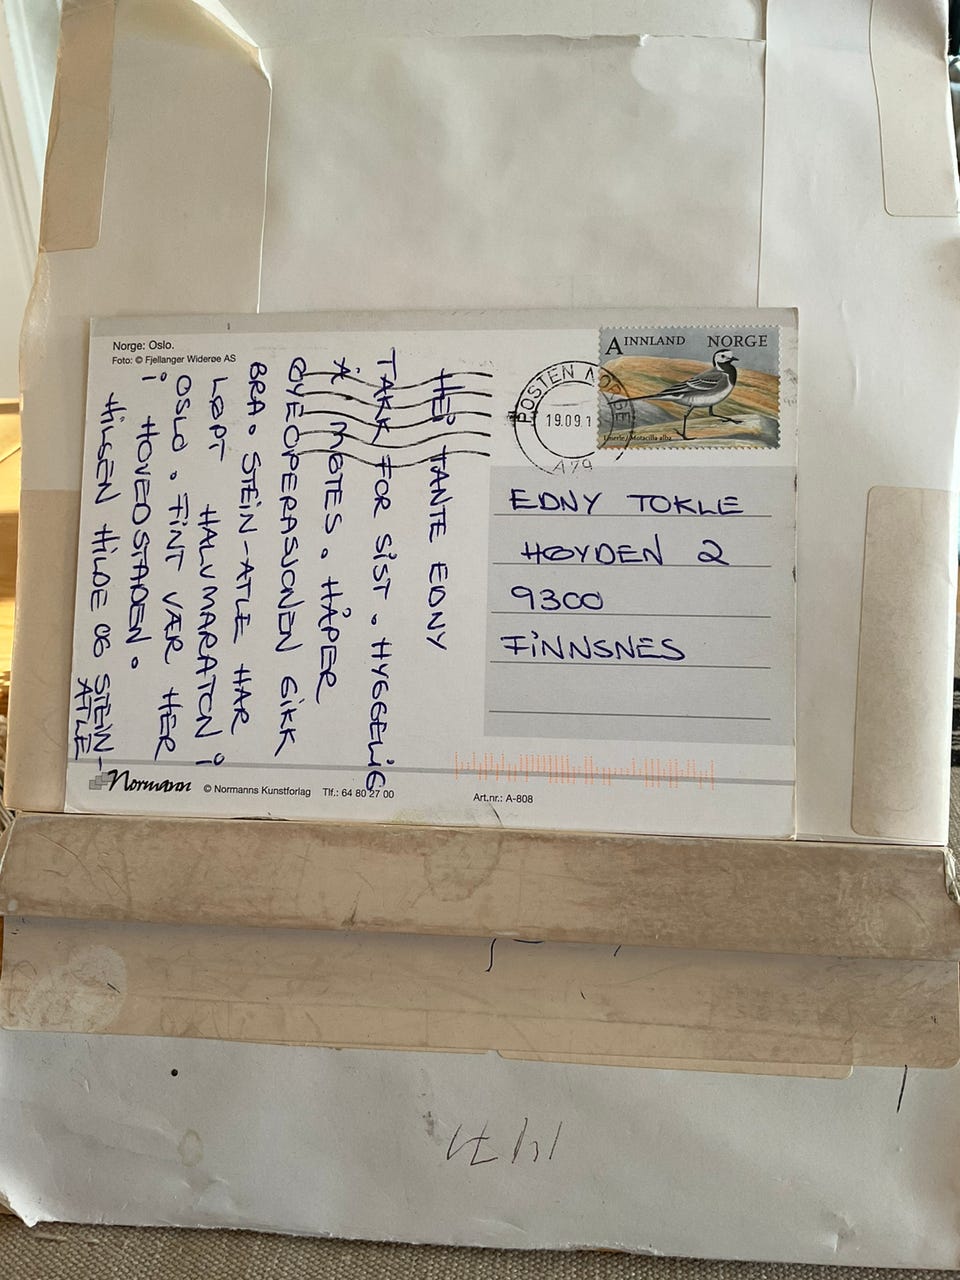 Norge: Oslo.
Foto: © Fjellanger Widerøe AS
HEI TANTE EDNY
TAKK FOR SIST. HYGGELIG
Å MØTES. HÅPER
ØYEOPERASJONEN GIKK
BRA. STEIN-ATLE HAR
LØPT HALVMARATON i
OSLO. FINT VÆR HER
i HOVEDSTADEN.
HILSEN HILDE OG STEIN-
ATLE
A INNLAND NORGE
Linerle / Motacilla alba
POSTEN NORGE
19.09.1
A79
EDNY TOKLE
HØYDEN 2
9300
FINNSNES
Normann © Normanns Kunstforlag Tlf.: 64 80 27 00 Art.nr.: A-808